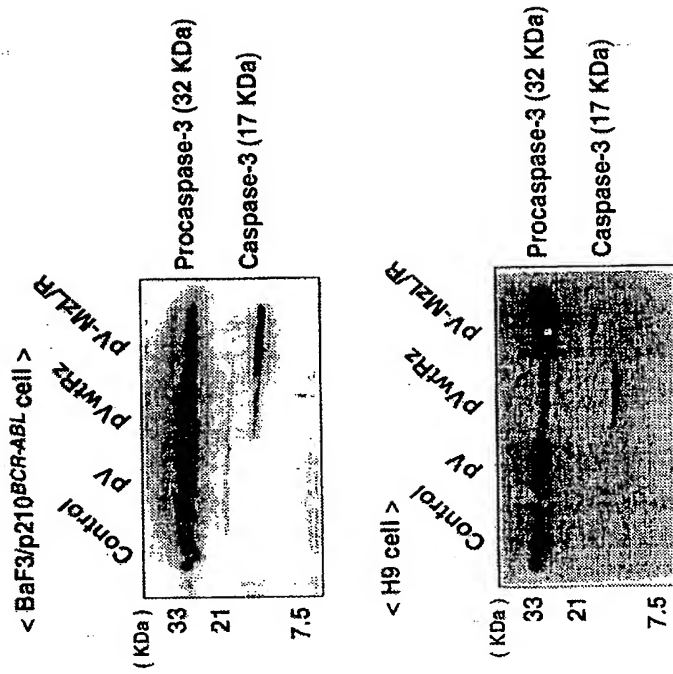 < BaF3/p210BCR-ABL cell >
Control pV pVwtRz pV-MzL/R
( KDa )
33 Procaspase-3 (32 KDa)
21 Caspase-3 (17 KDa)
7.5
< H9 cell >
Control pV pVwtRz pV-MzL/R
( KDa )
33 Procaspase-3 (32 KDa)
21 Caspase-3 (17 KDa)
7.5